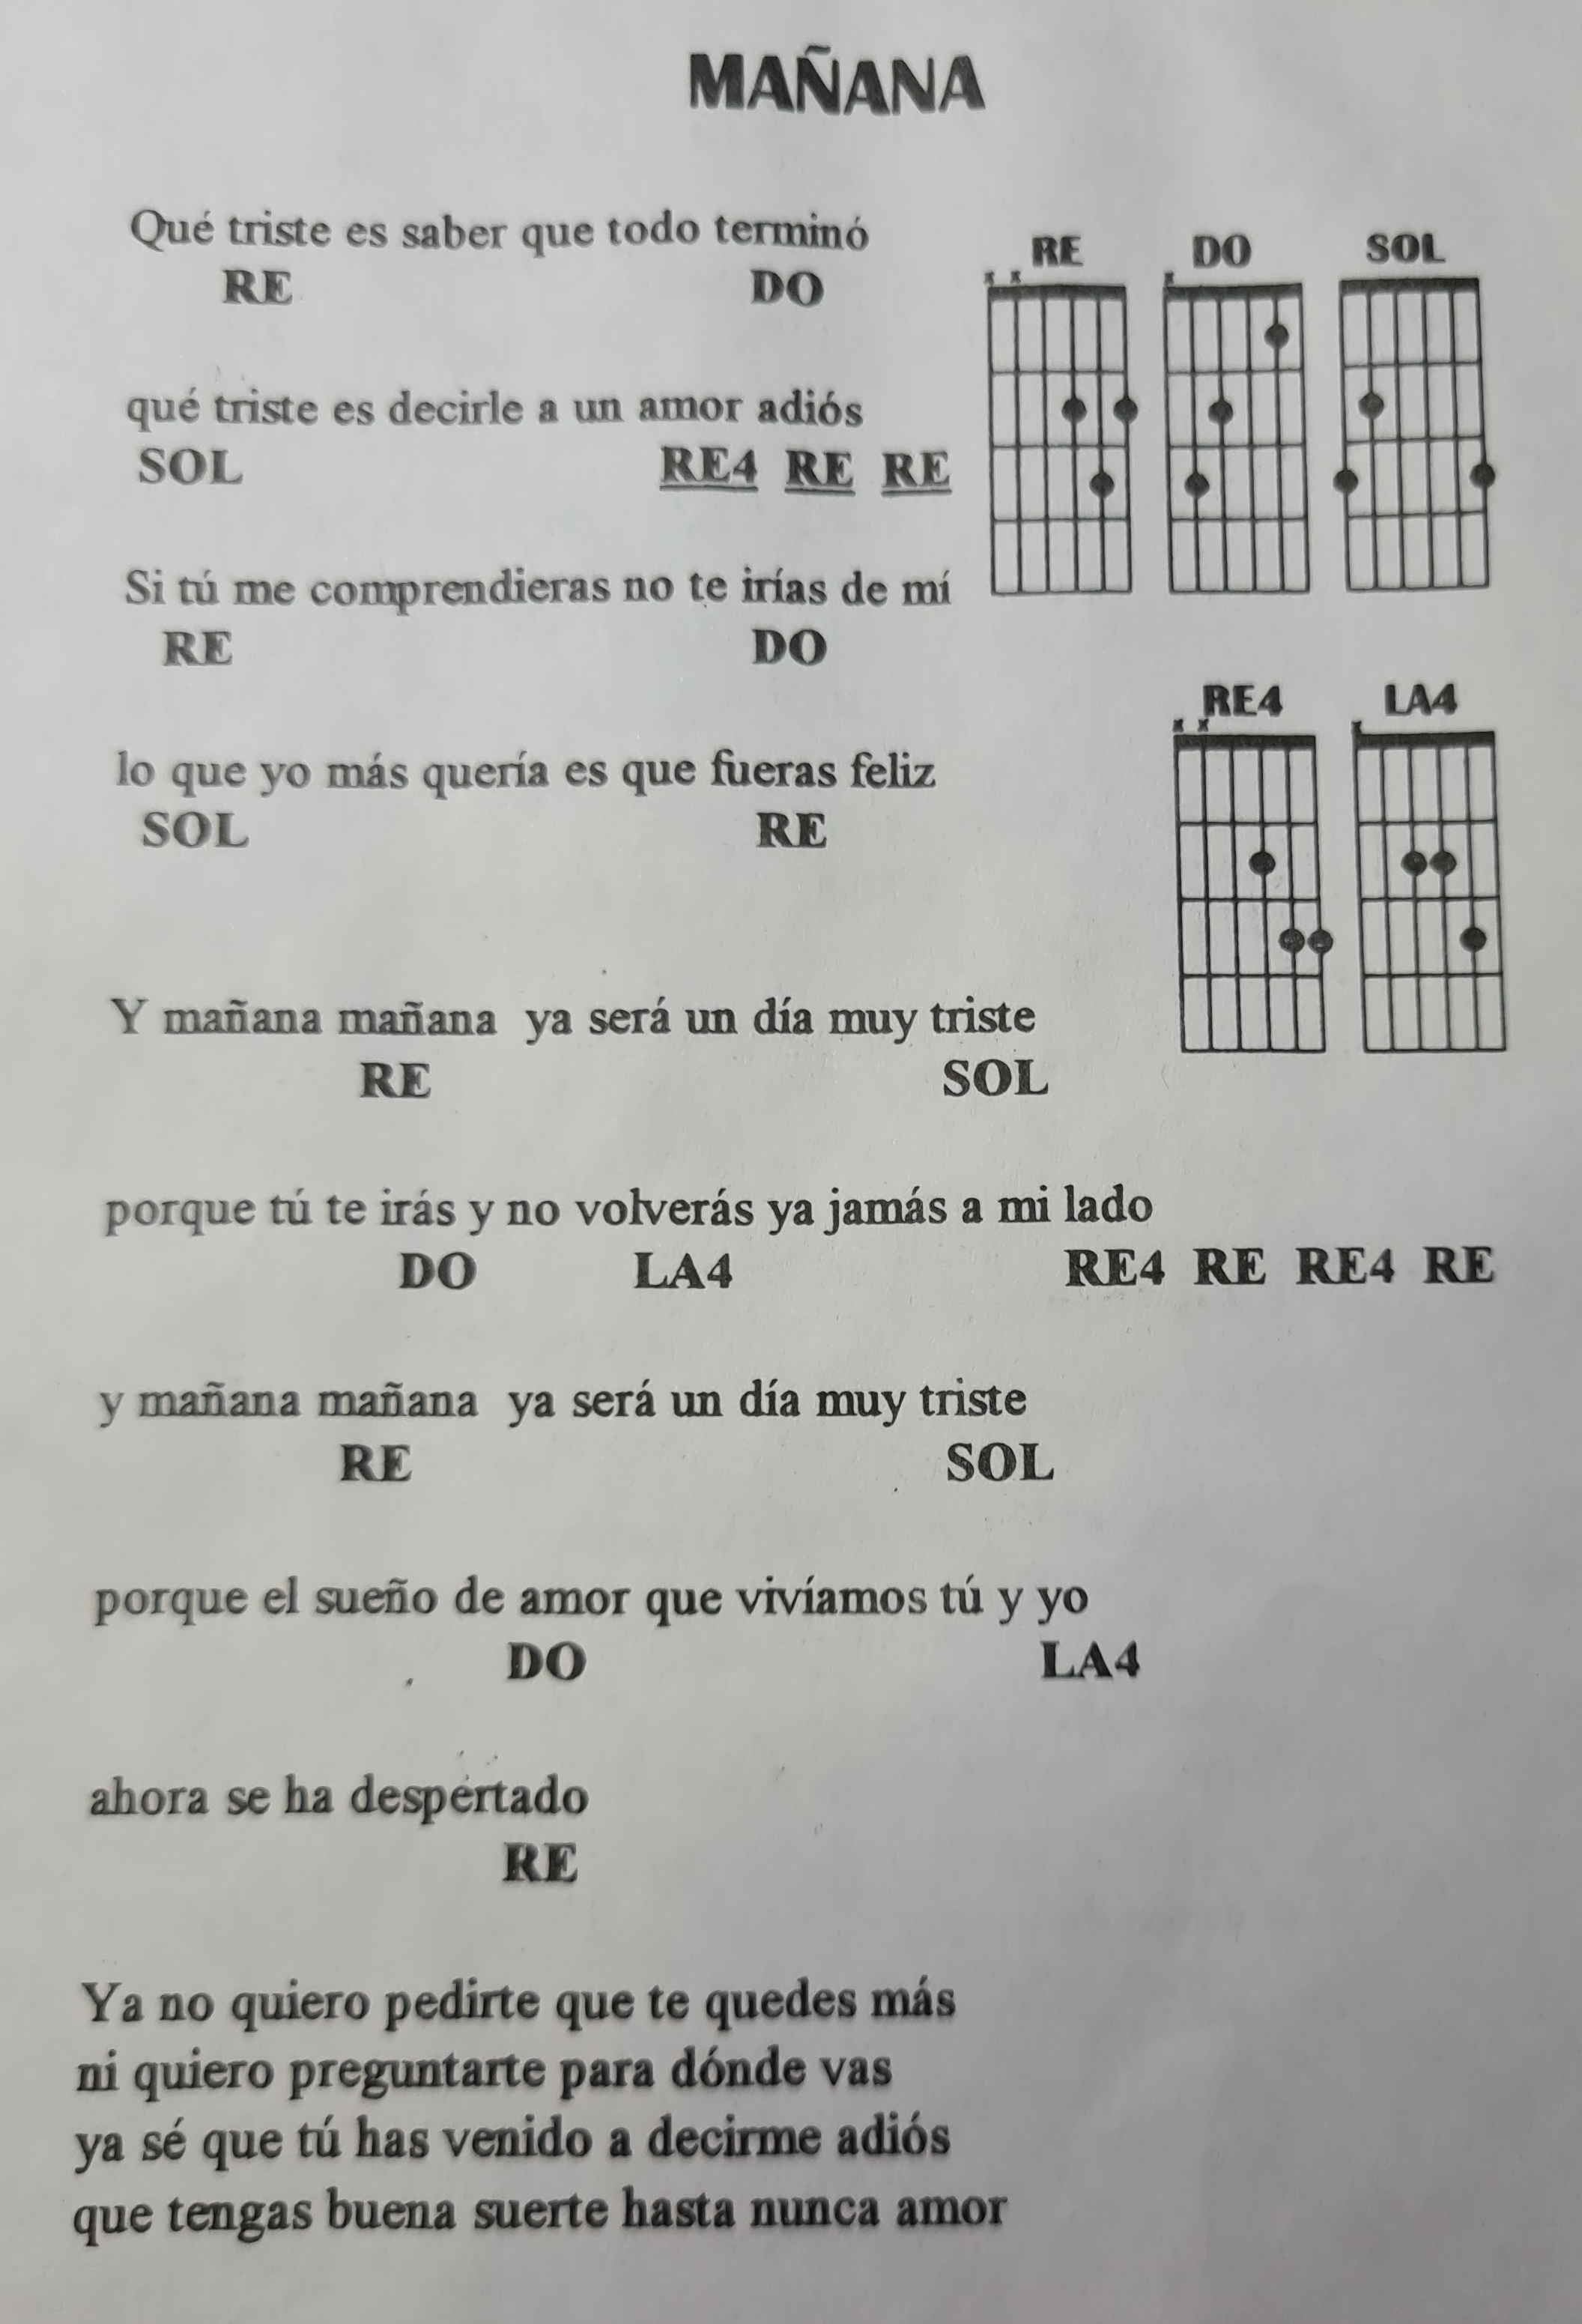 MAÑANA
Qué triste es saber que todo terminó
RE DO
qué triste es decirle a un amor adiós
SOL RE4 RE RE
Si tú me comprendieras no te irías de mí
RE DO
lo que yo más quería es que fueras feliz
SOL RE
Y mañana mañana ya será un día muy triste
RE SOL
porque tú te irás y no volverás ya jamás a mi lado
DO LA4 RE4 RE RE4 RE
y mañana mañana ya será un día muy triste
RE SOL
porque el sueño de amor que vivíamos tú y yo
DO LA4
ahora se ha despertado
RE
Ya no quiero pedirte que te quedes más
ni quiero preguntarte para dónde vas
ya sé que tú has venido a decirme adiós
que tengas buena suerte hasta nunca amor
RE DO SOL
x x x
RE4 LA4
x x x